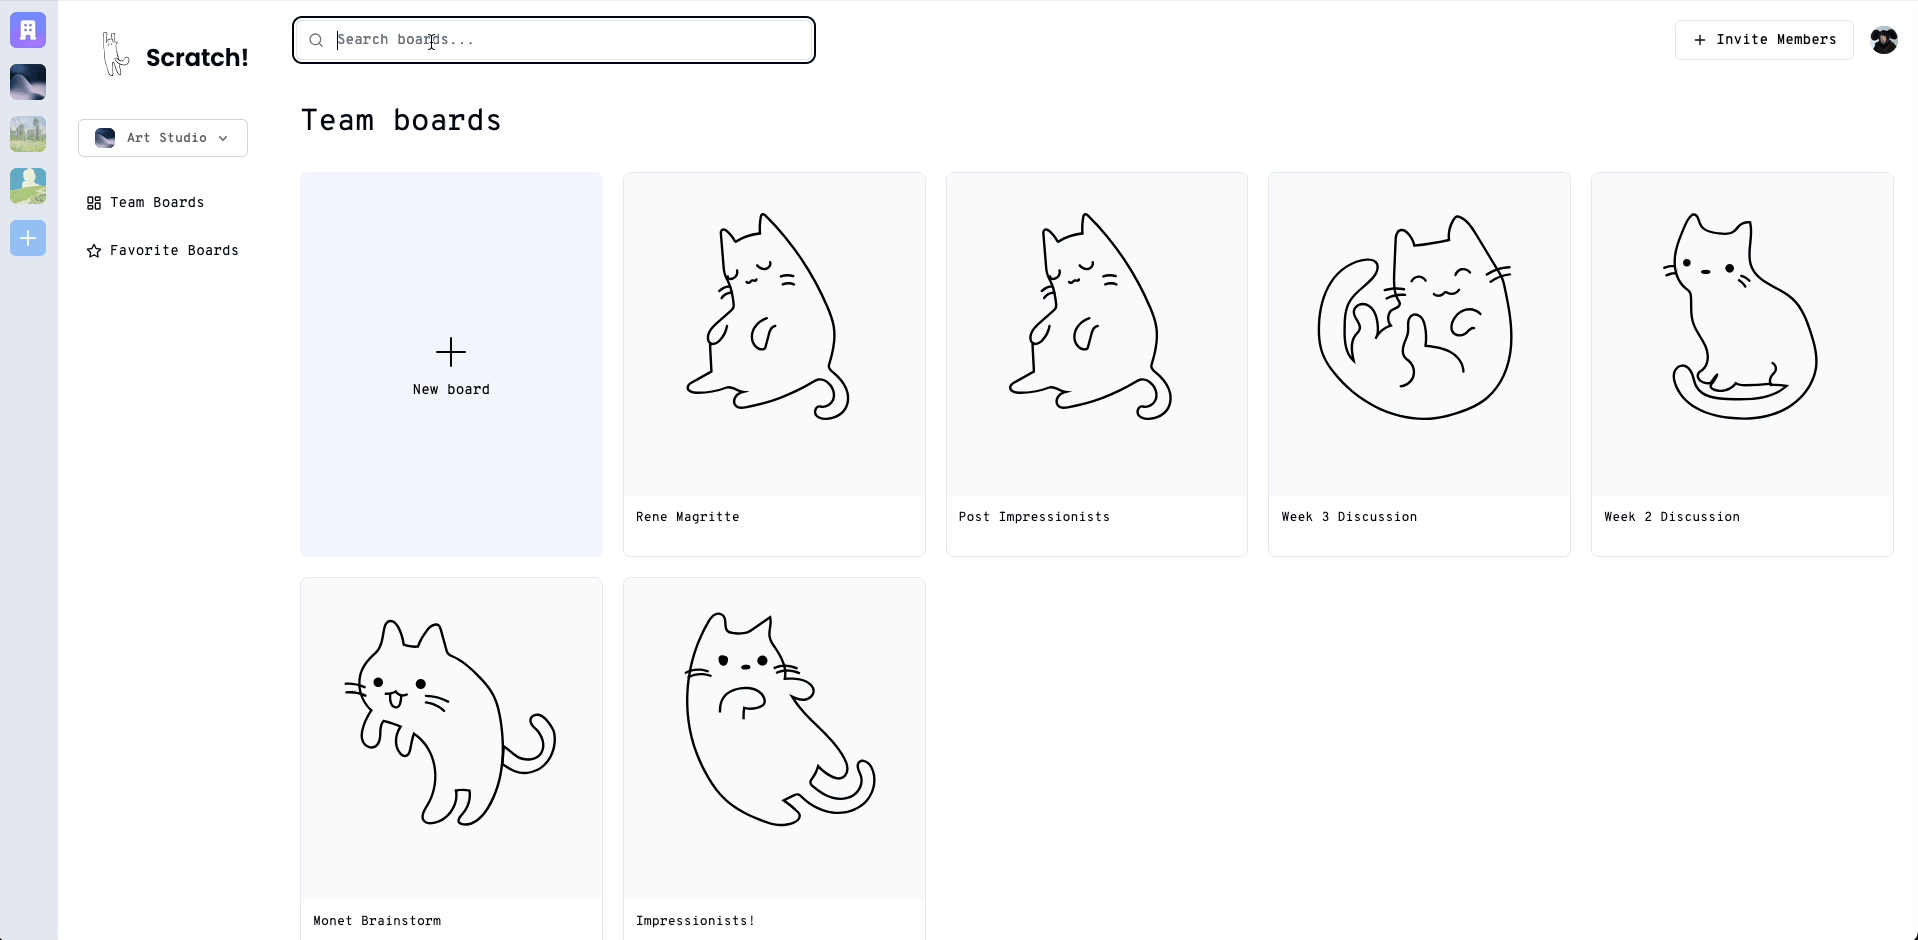 Scratch!
Search boards...
Invite Members
Art Studio
Team Boards
Favorite Boards
Team boards
New board
Rene Magritte
Post Impressionists
Week 3 Discussion
Week 2 Discussion
Monet Brainstorm
Impressionists!